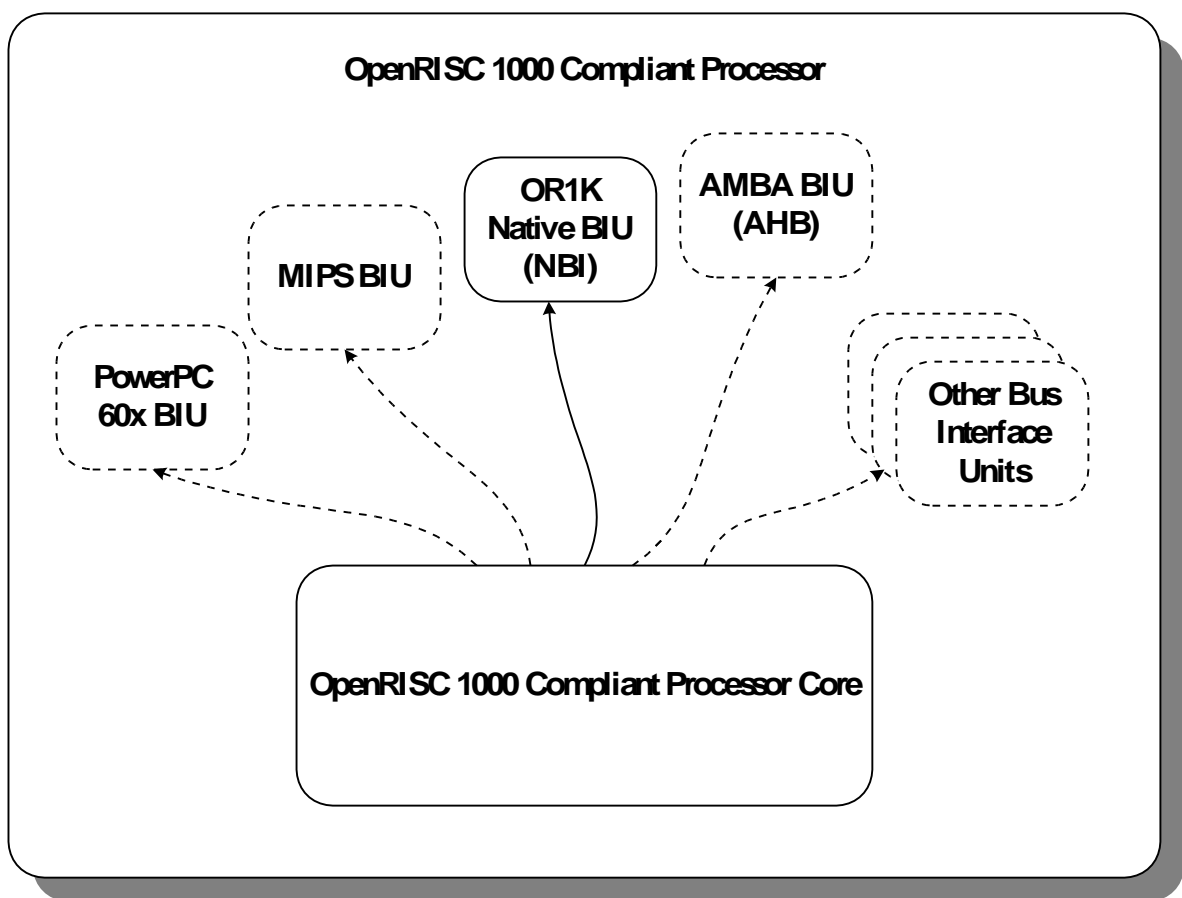 OpenRISC 1000 Compliant Processor
OR1K
Native BIU
(NBI)
AMBA BIU
(AHB)
MIPS BIU
PowerPC
60x BIU
Other Bus
Interface
Units
OpenRISC 1000 Compliant Processor Core